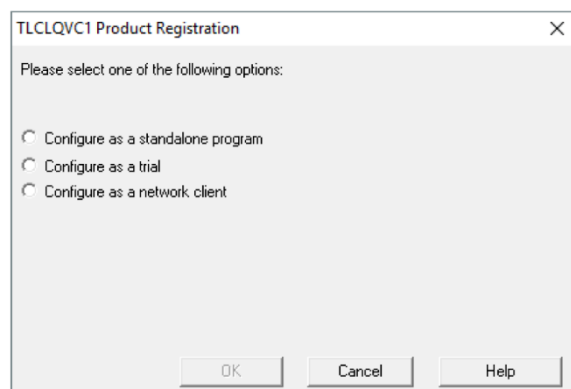 TLCLQVC1 Product Registration
Please select one of the following options:
Configure as a standalone program
Configure as a trial
Configure as a network client
OK Cancel Help